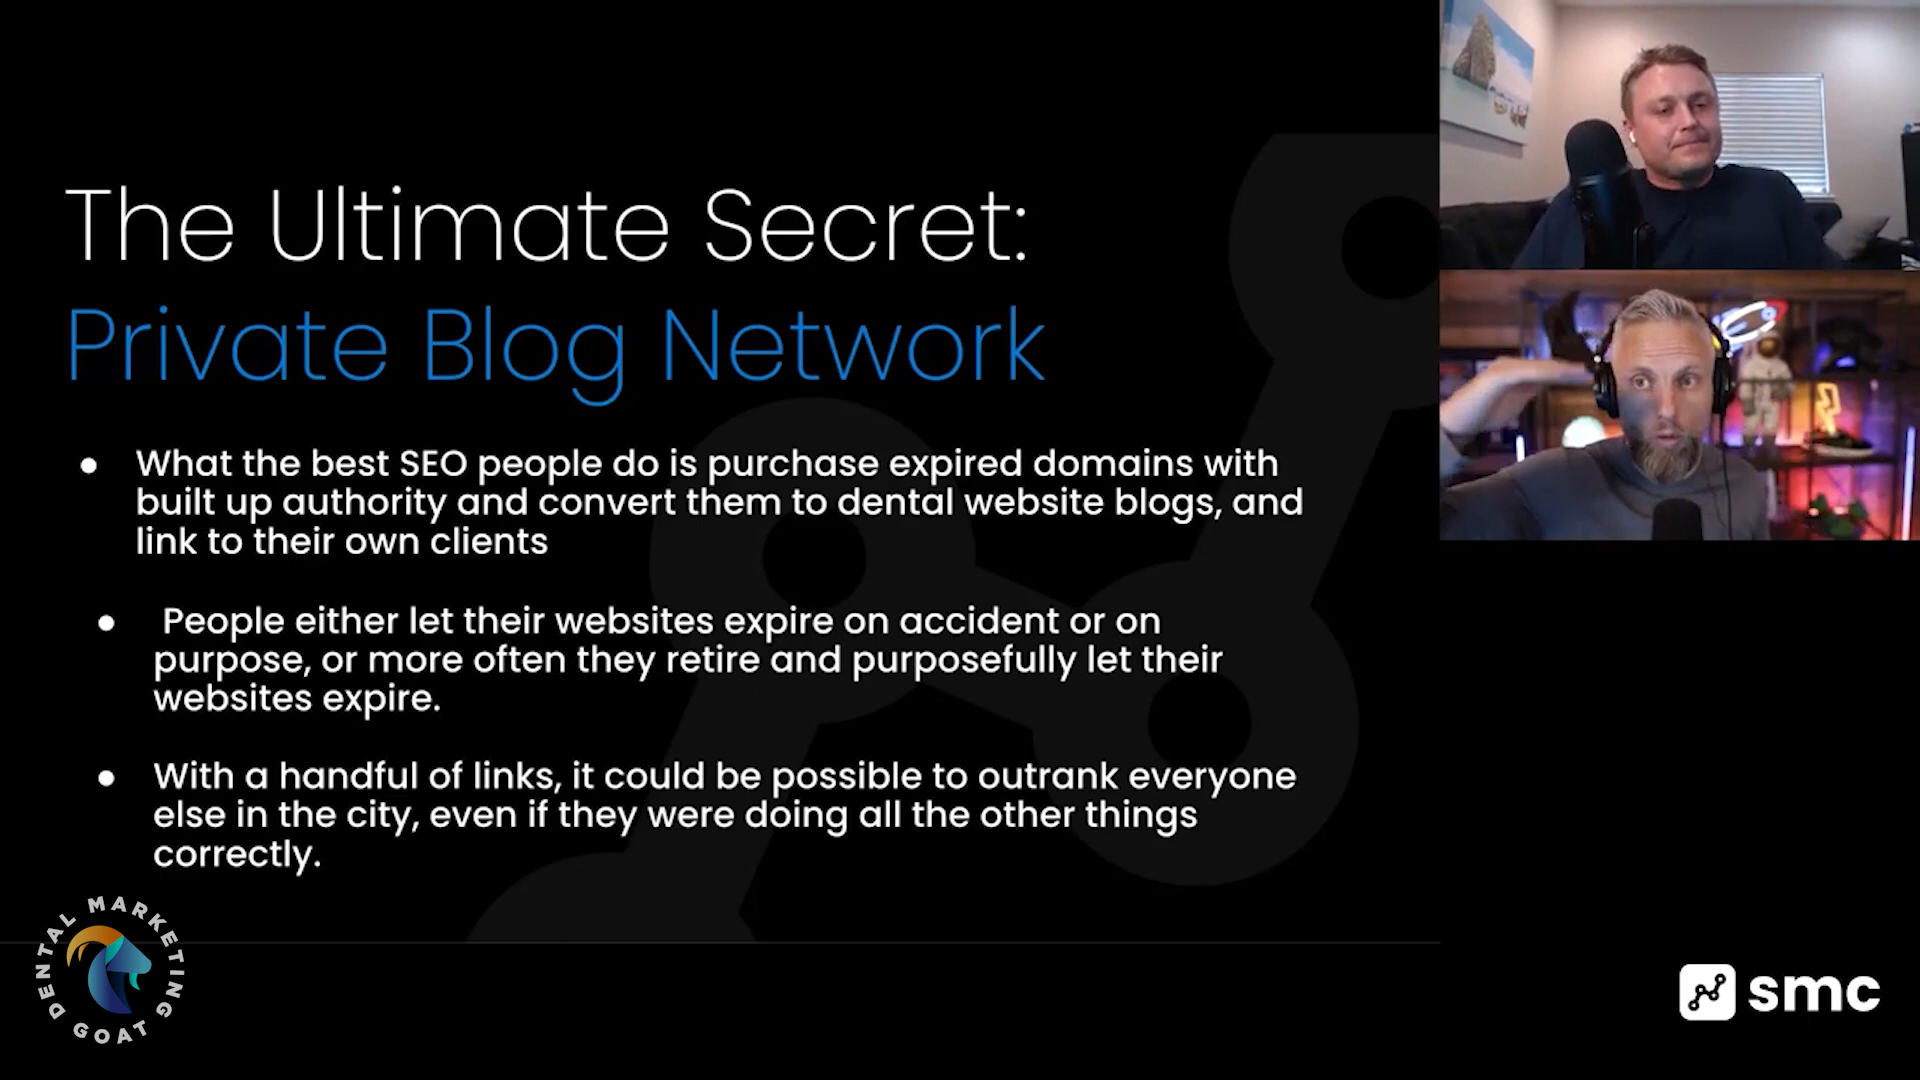 The Ultimate Secret:
Private Blog Network
● What the best SEO people do is purchase expired domains with
built up authority and convert them to dental website blogs, and
link to their own clients
● People either let their websites expire on accident or on
purpose, or more often they retire and purposefully let their
websites expire.
● With a handful of links, it could be possible to outrank everyone
else in the city, even if they were doing all the other things
correctly.
DENTAL MARKETING
GOAT
smc